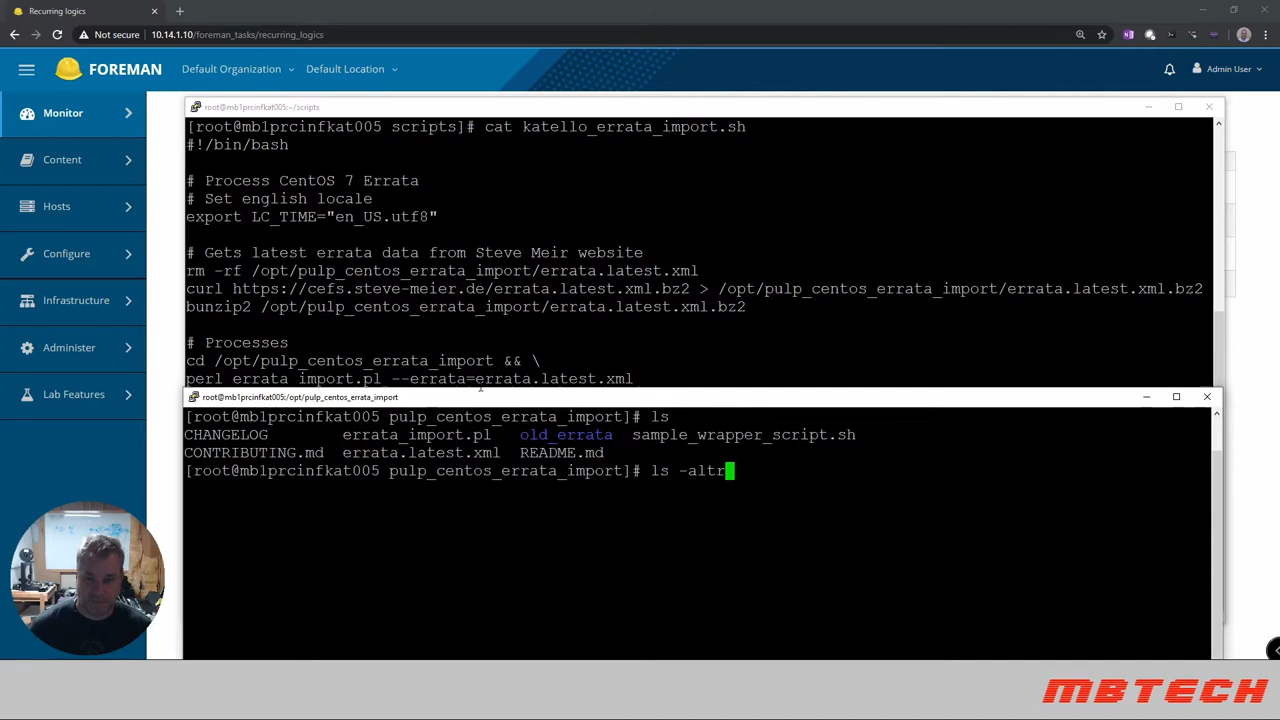 Recurring logics
Not secure
10.14.1.10/foreman_tasks/recurring_logics
FOREMAN
Default Organization
Default Location
Admin User
Monitor
Content
Hosts
Configure
Infrastructure
Administer
Lab Features
root@mb1prcinfkat005:~/scripts
[root@mb1prcinfkat005 scripts]# cat katello_errata_import.sh
#!/bin/bash
# Process CentOS 7 Errata
# Set english locale
export LC_TIME="en_US.utf8"
# Gets latest errata data from Steve Meir website
rm -rf /opt/pulp_centos_errata_import/errata.latest.xml
curl https://cefs.steve-meier.de/errata.latest.xml.bz2 > /opt/pulp_centos_errata_import/errata.latest.xml.bz2
bunzip2 /opt/pulp_centos_errata_import/errata.latest.xml.bz2
# Processes
cd /opt/pulp_centos_errata_import && \
perl errata_import.pl --errata=errata.latest.xml
root@mb1prcinfkat005:/opt/pulp_centos_errata_import
[root@mb1prcinfkat005 pulp_centos_errata_import]# ls
CHANGELOG errata_import.pl old_errata sample_wrapper_script.sh
CONTRIBUTING.md errata.latest.xml README.md
[root@mb1prcinfkat005 pulp_centos_errata_import]# ls -altr
MBTECH